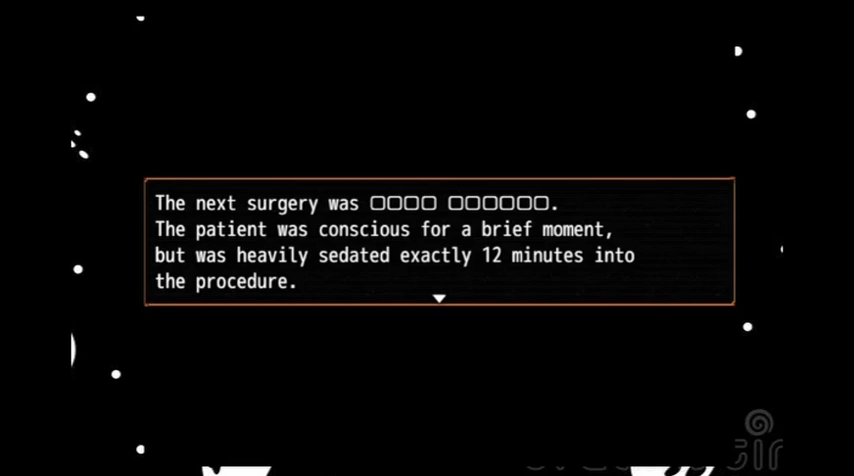 The next surgery was ▢▢▢▢ ▢▢▢▢▢▢.
The patient was conscious for a brief moment,
but was heavily sedated exactly 12 minutes into
the procedure.